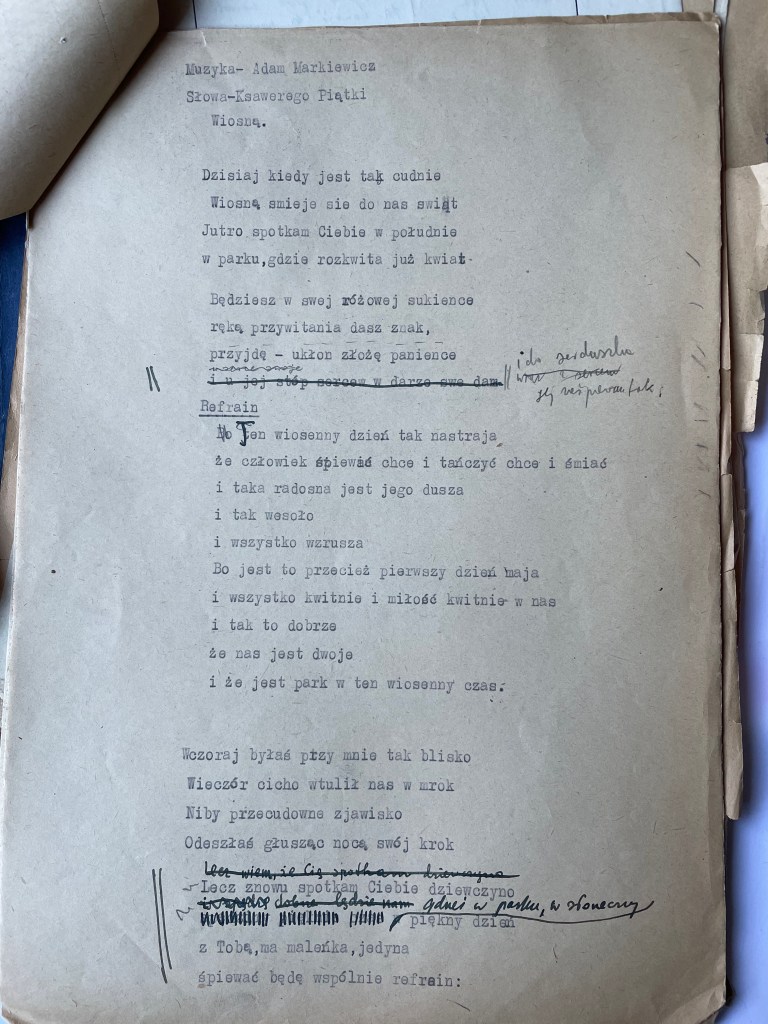 Muzyka- Adam Markiewicz
Słowa-Ksawerego Piątki
Wiosną.
Dzisiaj kiedy jest tak cudnie
Wiosną smieje sie do nas swiąt
Jutro spotkam Ciebie w południe
w parku,gdzie rozkwita już kwiat
Będziesz w swej różowej sukience
ręką przywitania dasz znak,
przyjdę - ukłon złożę panience
i do serduszka
i u jej stóp sercem w darze swe dam
jej
Refrain
Ten wiosenny dzień tak nastraja
że człowiek śpiewać chce i tańczyć chce i śmiać
i taka radosna jest jego dusza
i tak wesoło
i wszystko wzrusza
Bo jest to przecież pierwszy dzień maja
i wszystko kwitnie i miłość kwitnie w nas
i tak to dobrze
że nas jest dwoje
i że jest park w ten wiosenny czas.
Wczoraj byłaś przy mnie tak blisko
Wieczór cicho wtulił nas w mrok
Niby przecudowne zjawisko
Odeszłaś głusząc nocą swój krok
Lecz wiem, że Cię spotkam dziewczyno
Lecz znowu spotkam Ciebie dziewczyno
będzie nam gdzieś w parku, w słoneczny
piękny dzień
z Tobą,ma maleńka,jedyna
śpiewać będę wspólnie refrain: